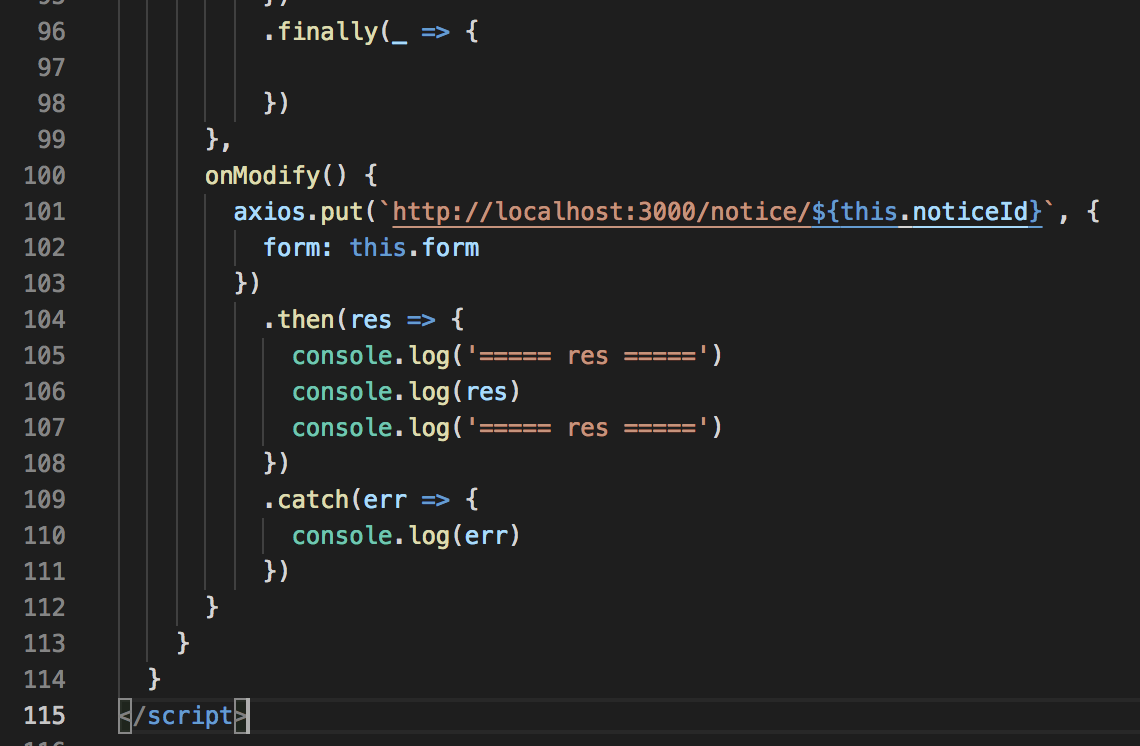 96 .finally(_ => {
97
98 })
99 },
100 onModify() {
101 axios.put(`http://localhost:3000/notice/${this.noticeId}`, {
102 form: this.form
103 })
104 .then(res => {
105 console.log('===== res =====')
106 console.log(res)
107 console.log('===== res =====')
108 })
109 .catch(err => {
110 console.log(err)
111 })
112 }
113 }
114 }
115 </script>